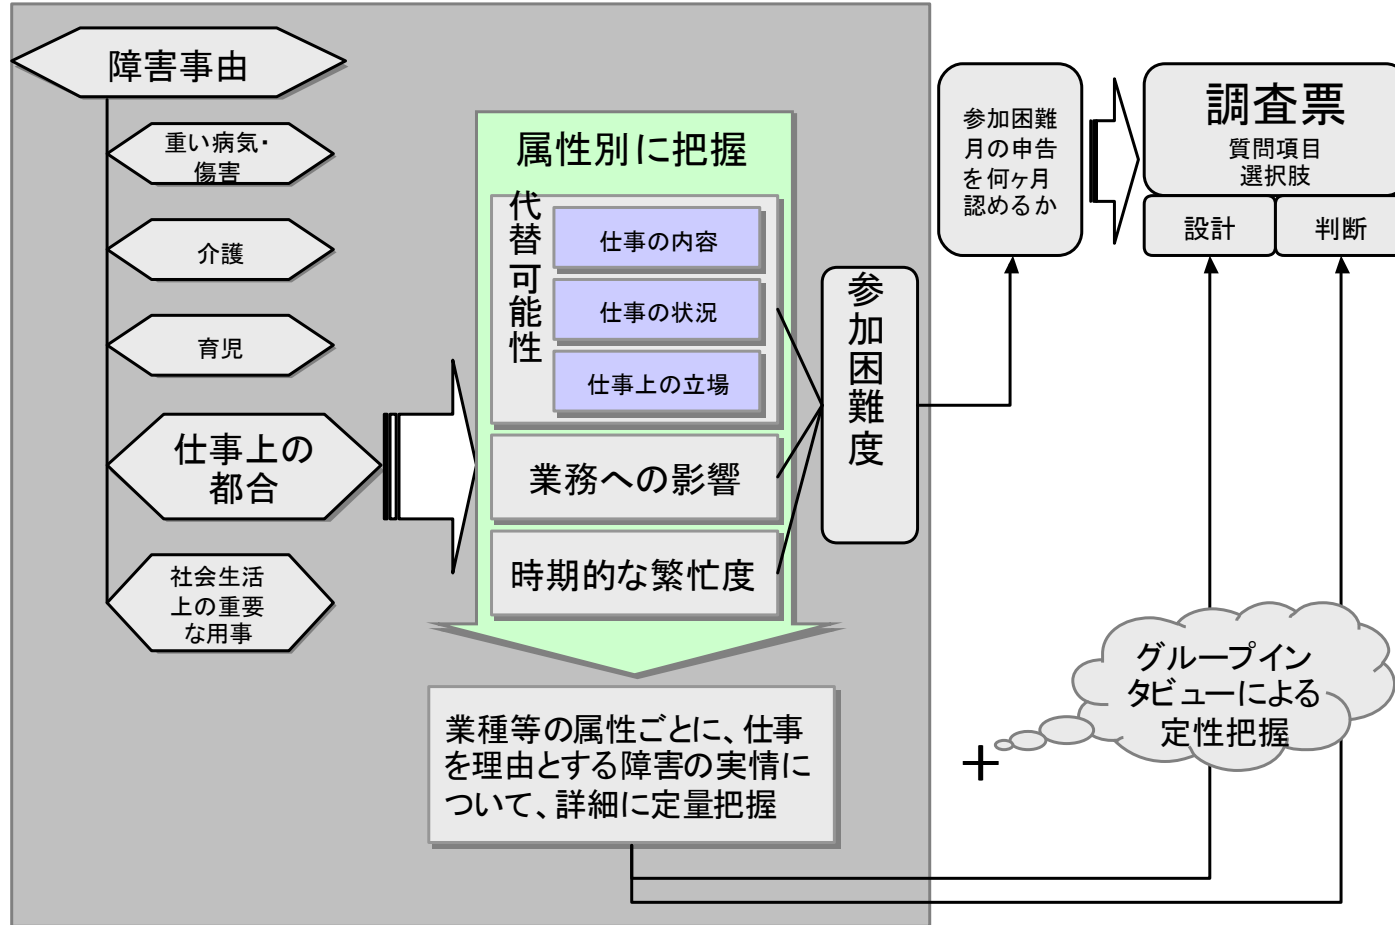 障害事由
重い病気・
傷害
介護
育児
仕事上の
都合
社会生活
上の重要
な用事
属性別に把握
代替可能性
仕事の内容
仕事の状況
仕事上の立場
業務への影響
時期的な繁忙度
参加困難度
業種等の属性ごとに、仕事
を理由とする障害の実情に
ついて、詳細に定量把握
参加困難
月の申告
を何ヶ月
認めるか
調査票
質問項目
選択肢
設計
判断
＋
グループイン
タビューによる
定性把握